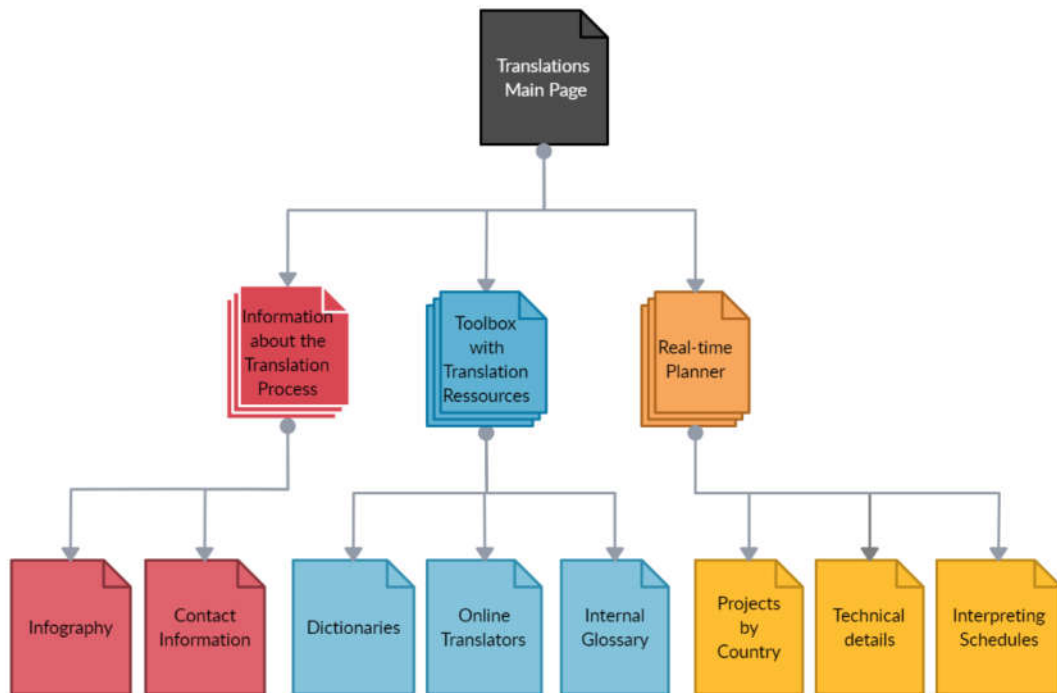 Translations
Main Page
Information
about the
Translation
Process
Toolbox
with
Translation
Ressources
Real-time
Planner
Infography
Contact
Information
Dictionaries
Online
Translators
Internal
Glossary
Projects
by
Country
Technical
details
Interpreting
Schedules